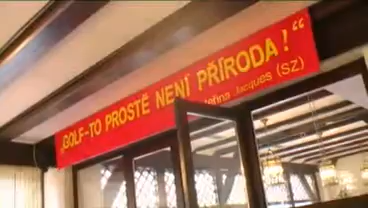 „GOLF-TO PROSTĚ NENÍ PŘÍRODA!“
Jacques (SZ)